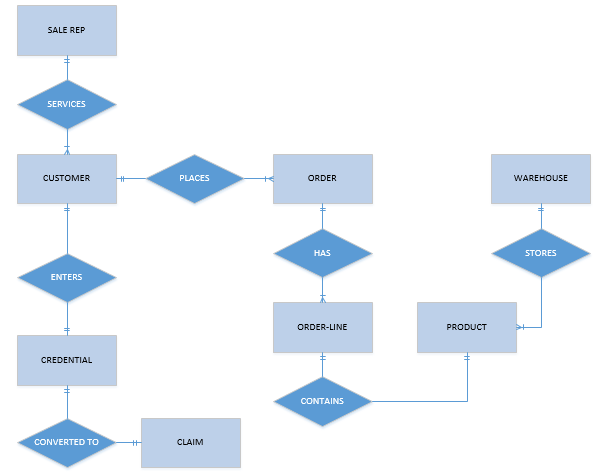 SALE REP
SERVICES
CUSTOMER
PLACES
ORDER
WAREHOUSE
HAS
STORES
ENTERS
ORDER-LINE
PRODUCT
CREDENTIAL
CONTAINS
CONVERTED TO
CLAIM